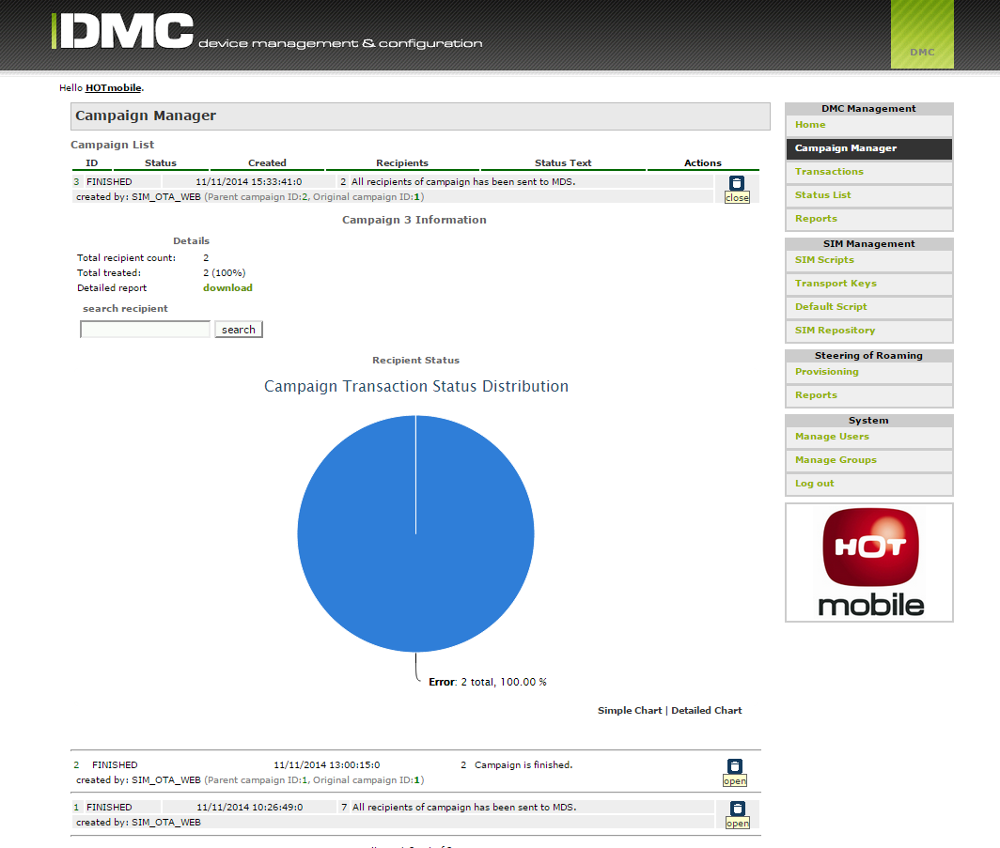 DMC device management & configuration
DMC
Hello HOTmobile.
Campaign Manager
Campaign List
ID Status Created Recipients Status Text Actions
3 FINISHED 11/11/2014 15:33:41:0 2 All recipients of campaign has been sent to MDS.
created by: SIM_OTA_WEB (Parent campaign ID:2, Original campaign ID:1)
close
Campaign 3 Information
Details
Total recipient count: 2
Total treated: 2 (100%)
Detailed report download
search recipient
search
Recipient Status
Campaign Transaction Status Distribution
Error: 2 total, 100.00 %
Simple Chart | Detailed Chart
2 FINISHED 11/11/2014 13:00:15:0 2 Campaign is finished.
created by: SIM_OTA_WEB (Parent campaign ID:1, Original campaign ID:1)
open
1 FINISHED 11/11/2014 10:26:49:0 7 All recipients of campaign has been sent to MDS.
created by: SIM_OTA_WEB
open
DMC Management
Home
Campaign Manager
Transactions
Status List
Reports
SIM Management
SIM Scripts
Transport Keys
Default Script
SIM Repository
Steering of Roaming
Provisioning
Reports
System
Manage Users
Manage Groups
Log out
HOT
mobile